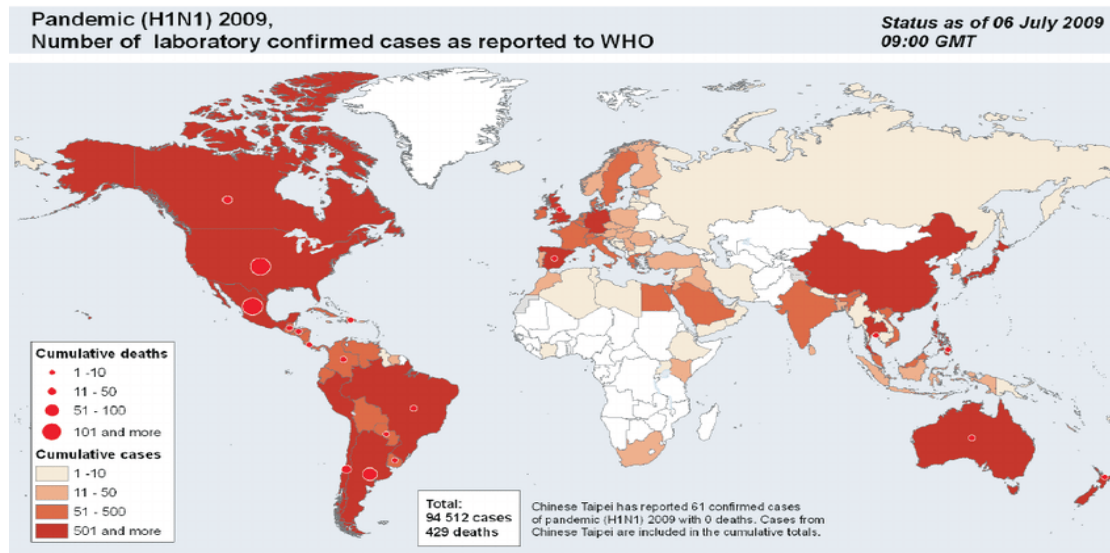 Pandemic (H1N1) 2009,
Number of laboratory confirmed cases as reported to WHO
Status as of 06 July 2009
09:00 GMT
Cumulative deaths
1 -10
11 - 50
51 - 100
101 and more
Cumulative cases
1 -10
11 - 50
51 - 500
501 and more
Total:
94 512 cases
429 deaths
Chinese Taipei has reported 61 confirmed cases
of pandemic (H1N1) 2009 with 0 deaths. Cases from
Chinese Taipei are included in the cumulative totals.